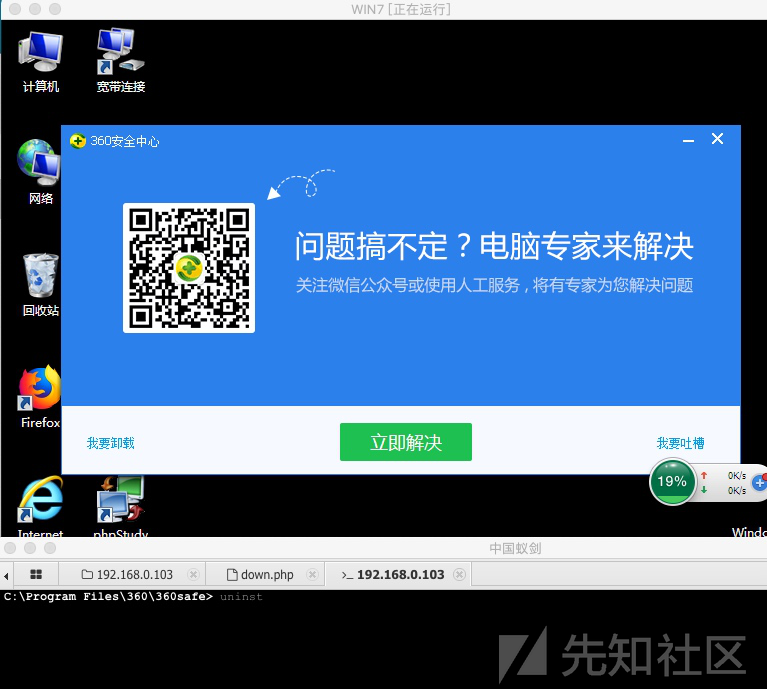 WIN7 [正在运行]
计算机
宽带连接
360安全中心
网络
问题搞不定？电脑专家来解决
关注微信公众号或使用人工服务，将有专家为您解决问题
回收站
Firefox
我要卸载
立即解决
我要吐槽
19%
0K/s
0K/s
Internet
phpStudy
Windo
中国蚁剑
192.168.0.103
down.php
>_ 192.168.0.103
C:\Program Files\360\360safe> uninst
先知社区